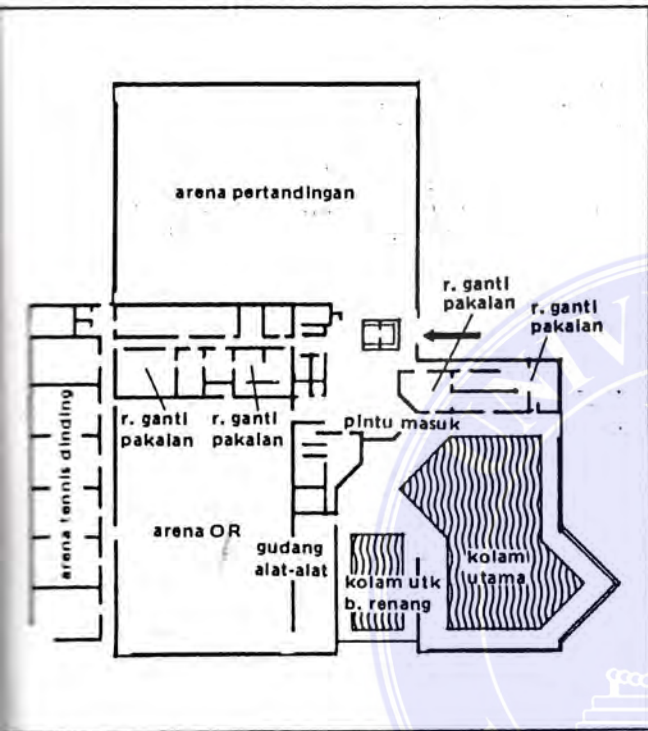 arena pertandingan
r. ganti
pakaian
r. ganti
pakaian
r. ganti
pakaian
r. ganti
pakaian
pintu masuk
arena tennis dinding
arena OR
gudang
alat-alat
kolam utk
b. renang
kolam
utama
UNIV